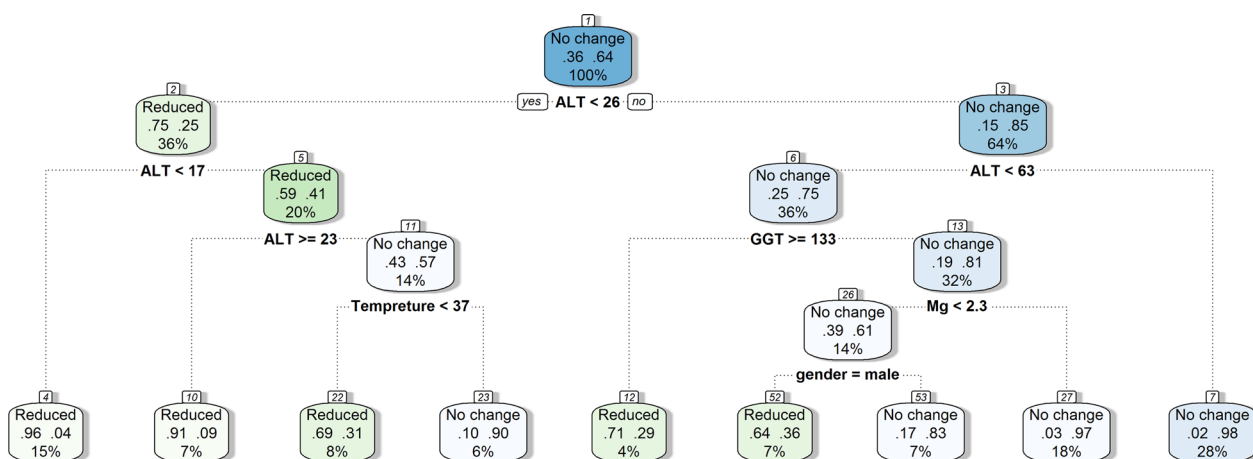 1
No change
.36 .64
100%
yes ALT < 26 no
2
Reduced
.75 .25
36%
3
No change
.15 .85
64%
ALT < 17
ALT < 63
5
Reduced
.59 .41
20%
6
No change
.25 .75
36%
ALT >= 23
GGT >= 133
11
No change
.43 .57
14%
13
No change
.19 .81
32%
Tempreture < 37
Mg < 2.3
26
No change
.39 .61
14%
gender = male
4
Reduced
.96 .04
15%
10
Reduced
.91 .09
7%
22
Reduced
.69 .31
8%
23
No change
.10 .90
6%
12
Reduced
.71 .29
4%
52
Reduced
.64 .36
7%
53
No change
.17 .83
7%
27
No change
.03 .97
18%
7
No change
.02 .98
28%